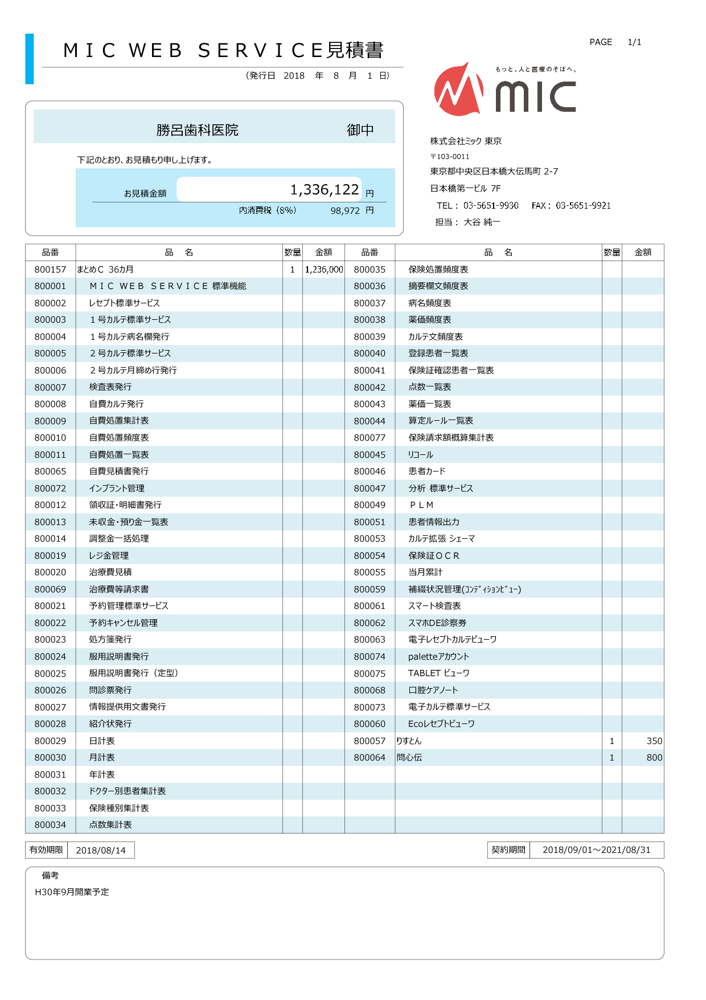 ＭＩＣ ＷＥＢ ＳＥＲＶＩＣＥ見積書
（発行日 2018 年 8 月 1 日）
PAGE 1/1
もっと、人と医療のそばへ。
mic
勝呂歯科医院 御中
下記のとおり、お見積もり申し上げます。
お見積金額 1,336,122 円
内消費税（8%） 98,972 円
株式会社ミック 東京
〒103-0011
東京都中央区日本橋大伝馬町 2-7
日本橋第一ビル 7F
TEL： 03-5651-9930 FAX： 03-5651-9921
担当： 大谷 純一
品番 品 名 数量 金額 品番 品 名 数量 金額
800157 まとめＣ 36カ月 1 1,236,000 800035 保険処置頻度表
800001 ＭＩＣ ＷＥＢ ＳＥＲＶＩＣＥ 標準機能 800036 摘要欄文頻度表
800002 レセプト標準サービス 800037 病名頻度表
800003 １号カルテ標準サービス 800038 薬価頻度表
800004 １号カルテ病名欄発行 800039 カルテ文頻度表
800005 ２号カルテ標準サービス 800040 登録患者一覧表
800006 ２号カルテ月締め行発行 800041 保険証確認患者一覧表
800007 検査表発行 800042 点数一覧表
800008 自費カルテ発行 800043 薬価一覧表
800009 自費処置集計表 800044 算定ルール一覧表
800010 自費処置頻度表 800077 保険請求額概算集計表
800011 自費処置一覧表 800045 リコール
800065 自費見積書発行 800046 患者カード
800072 インプラント管理 800047 分析 標準サービス
800012 領収証・明細書発行 800049 ＰＬＭ
800013 未収金・預り金一覧表 800051 患者情報出力
800014 調整金一括処理 800053 カルテ拡張 シェーマ
800019 レジ金管理 800054 保険証ＯＣＲ
800020 治療費見積 800055 当月累計
800069 治療費等請求書 800059 補綴状況管理(ｺﾝﾃﾞｨｼｮﾝﾋﾞｭｰ)
800021 予約管理標準サービス 800061 スマート検査表
800022 予約キャンセル管理 800062 スマホDE診察券
800023 処方箋発行 800063 電子レセプトカルテビューワ
800024 服用説明書発行 800074 paletteアカウント
800025 服用説明書発行（定型） 800075 TABLET ビューワ
800026 問診票発行 800068 口腔ケアノート
800027 情報提供用文書発行 800073 電子カルテ標準サービス
800028 紹介状発行 800060 Ecoレセプトビューワ
800029 日計表 800057 りすとん 1 350
800030 月計表 800064 問心伝 1 800
800031 年計表
800032 ドクター別患者集計表
800033 保険種別集計表
800034 点数集計表
有効期限 2018/08/14 契約期間 2018/09/01～2021/08/31
備考
H30年9月開業予定